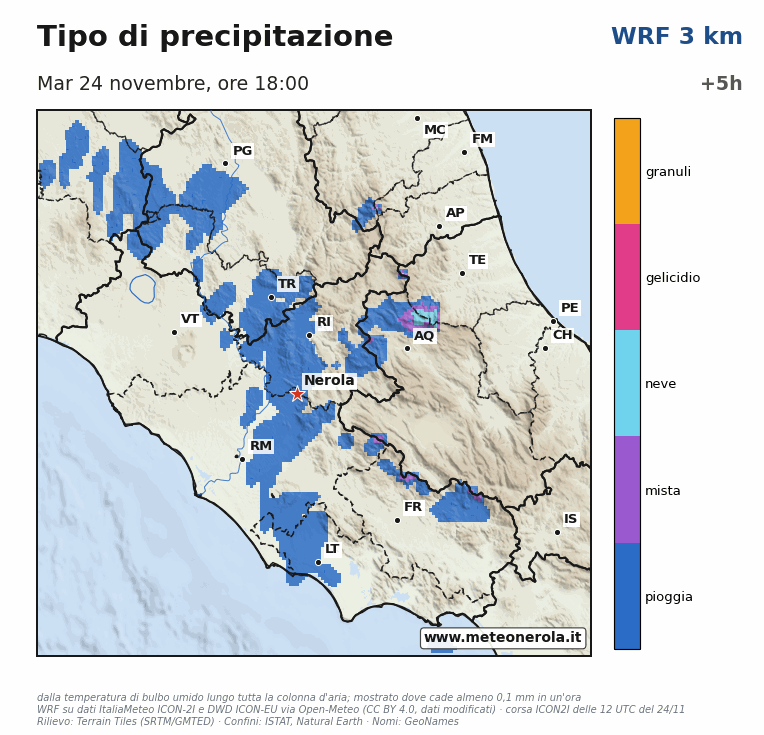 Tipo di precipitazione
WRF 3 km
Mar 24 novembre, ore 18:00
+5h
MC
FM
PG
AP
TE
TR
PE
VT
RI
CH
AQ
Nerola
RM
FR
IS
LT
www.meteonerola.it
granuli
gelicidio
neve
mista
pioggia
dalla temperatura di bulbo umido lungo tutta la colonna d'aria; mostrato dove cade almeno 0,1 mm in un'ora
WRF su dati ItaliaMeteo ICON-2I e DWD ICON-EU via Open-Meteo (CC BY 4.0, dati modificati) · corsa ICON2I delle 12 UTC del 24/11
Rilievo: Terrain Tiles (SRTM/GMTED) · Confini: ISTAT, Natural Earth · Nomi: GeoNames